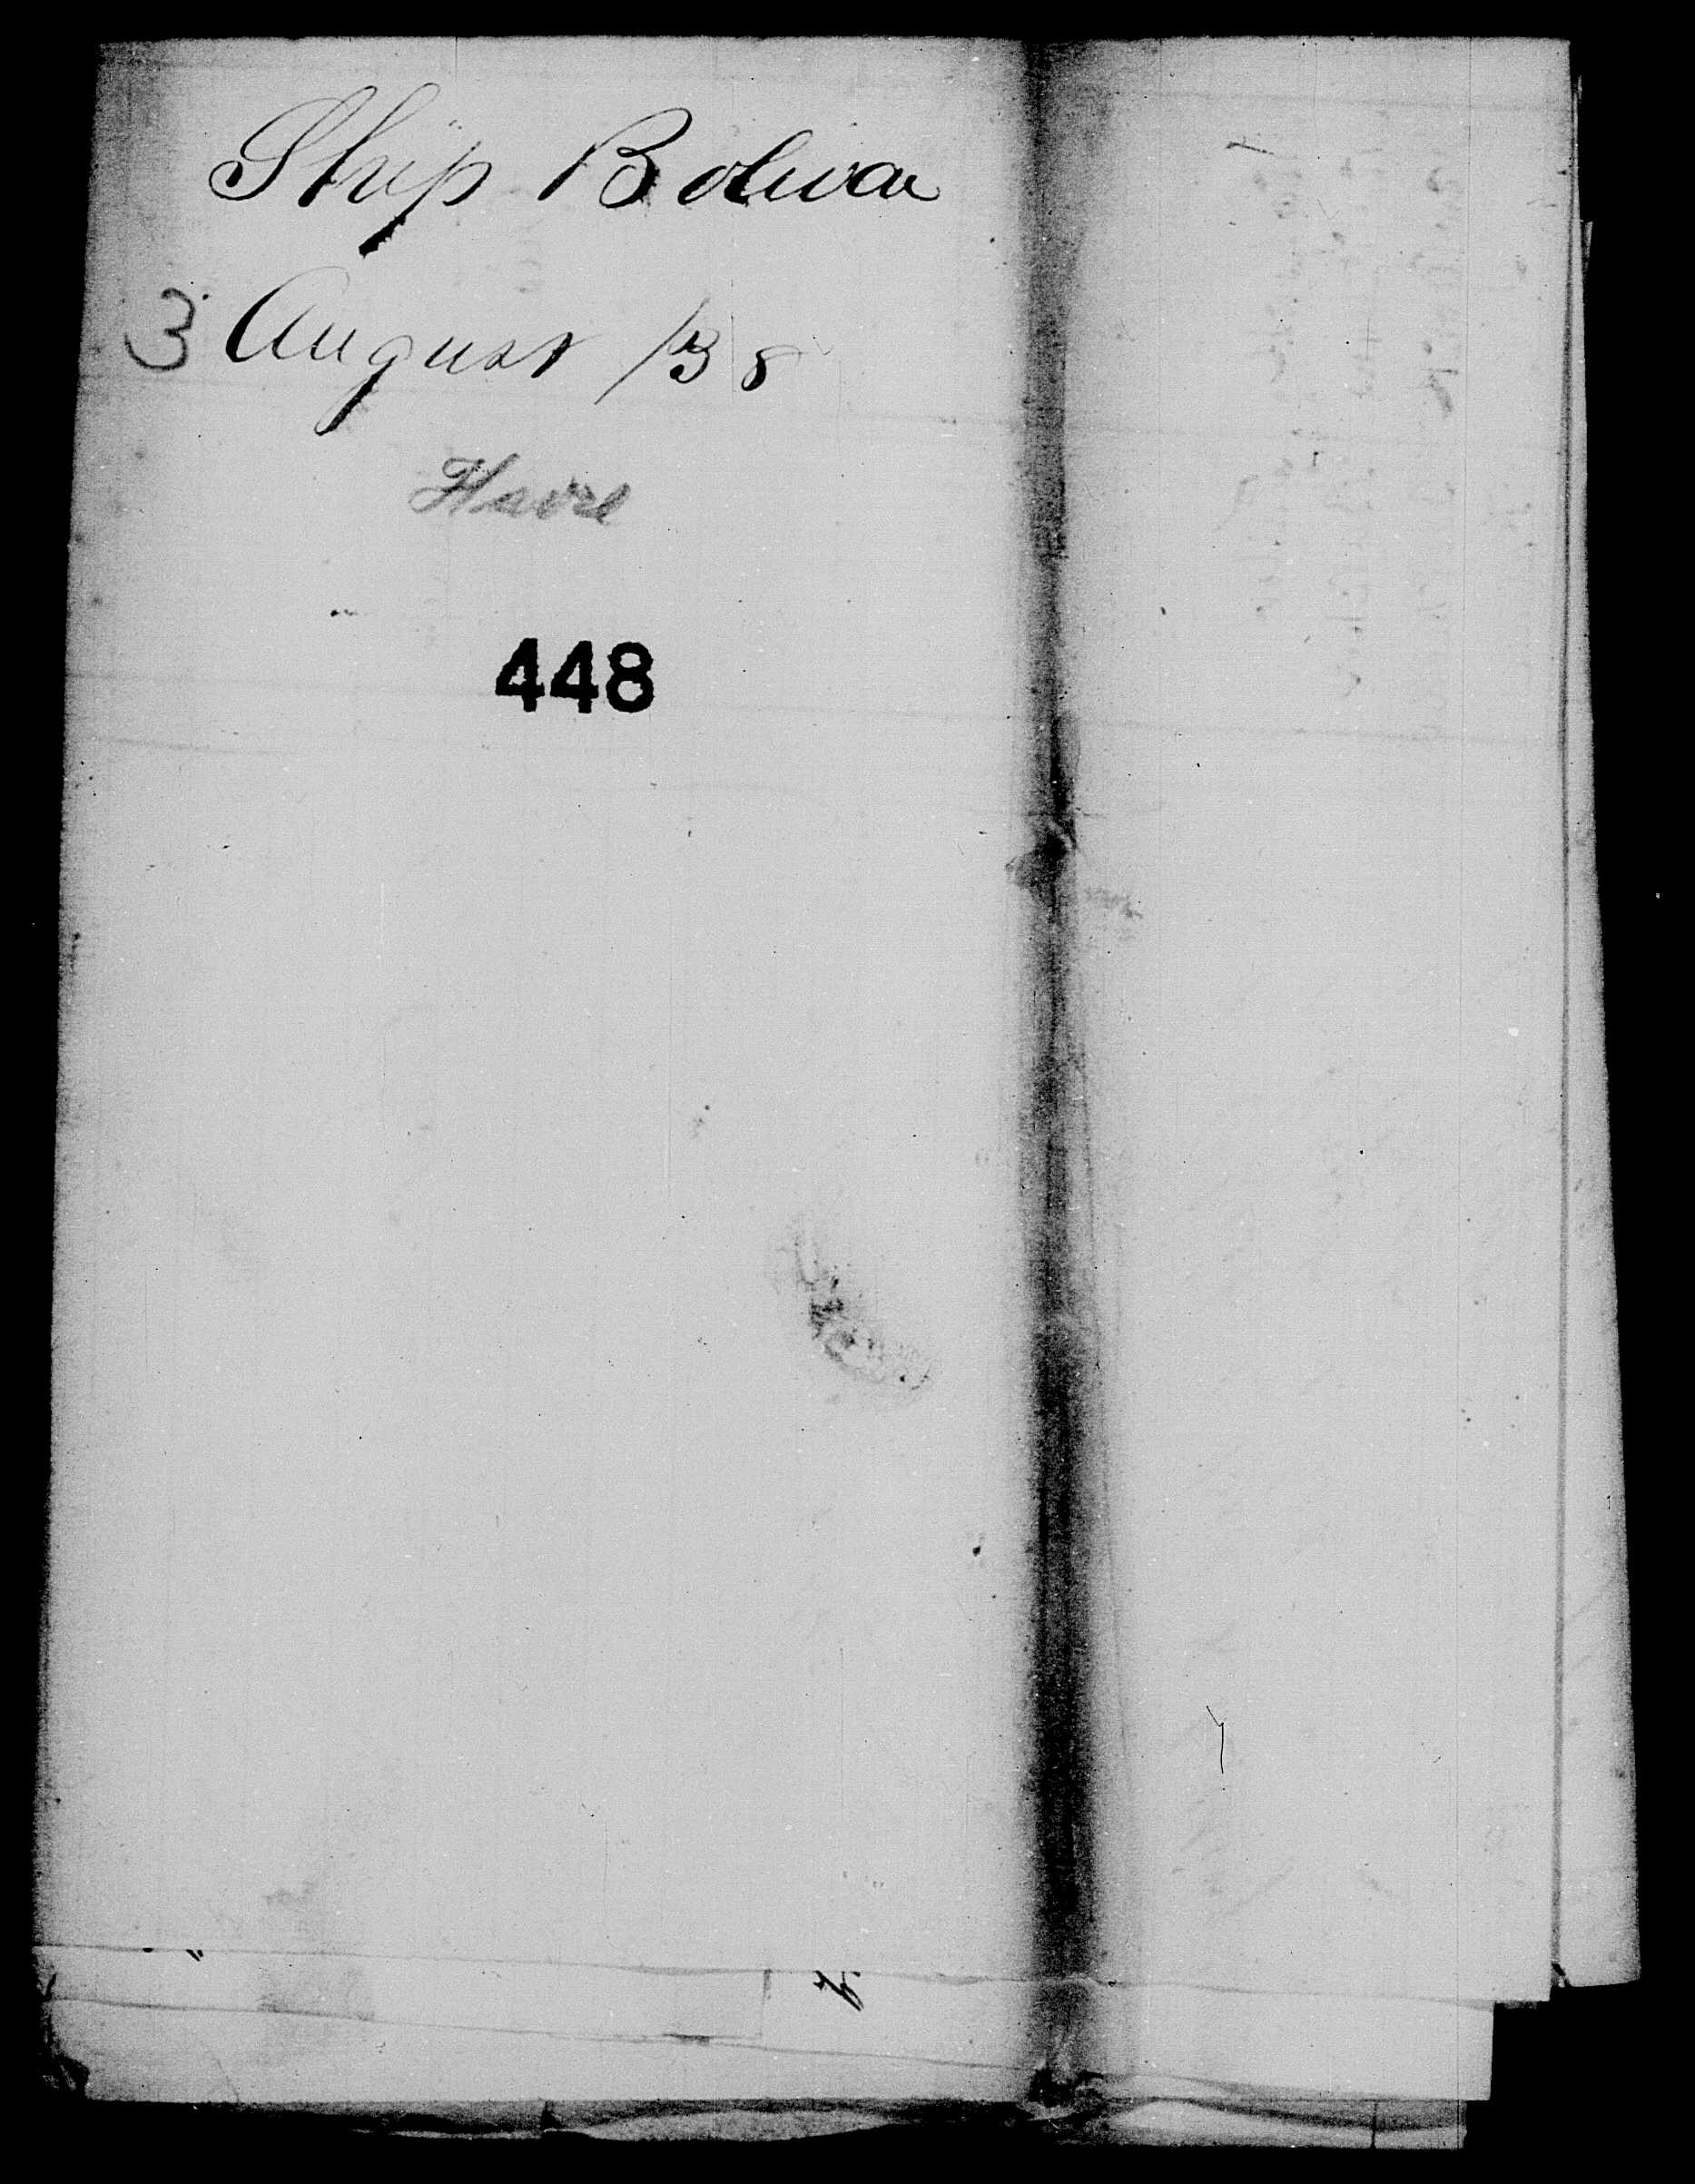 Ship Bolivar
3 August /38
Havre
448